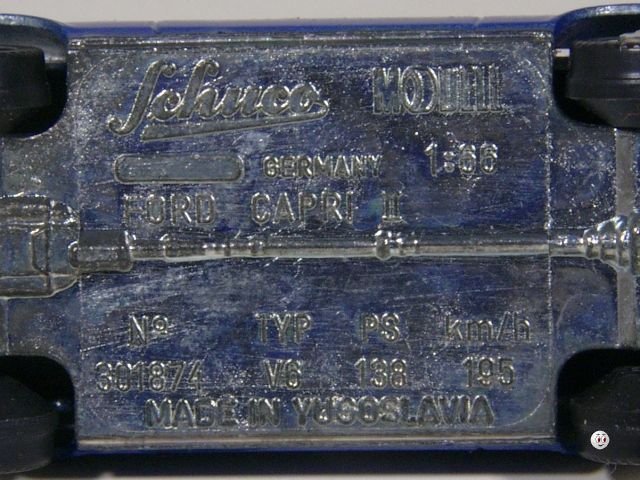 Schuco MODELL
GERMANY 1:66
FORD CAPRI II
Nº TYP PS km/h
301874 V6 138 195
MADE IN YUGOSLAVIA